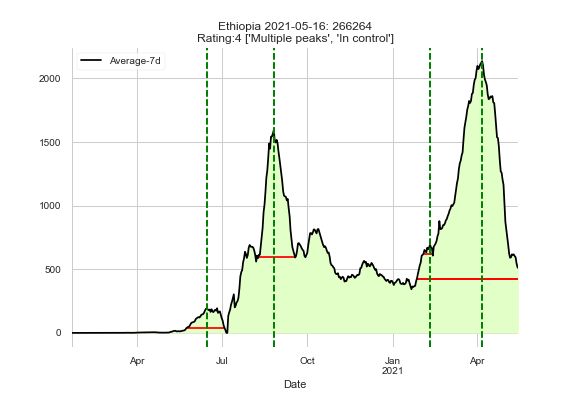 Ethiopia 2021-05-16: 266264
Rating:4 ['Multiple peaks', 'In control']
Average-7d
2000
1500
1000
500
0
Apr
Jul
Oct
Jan
2021
Apr
Date